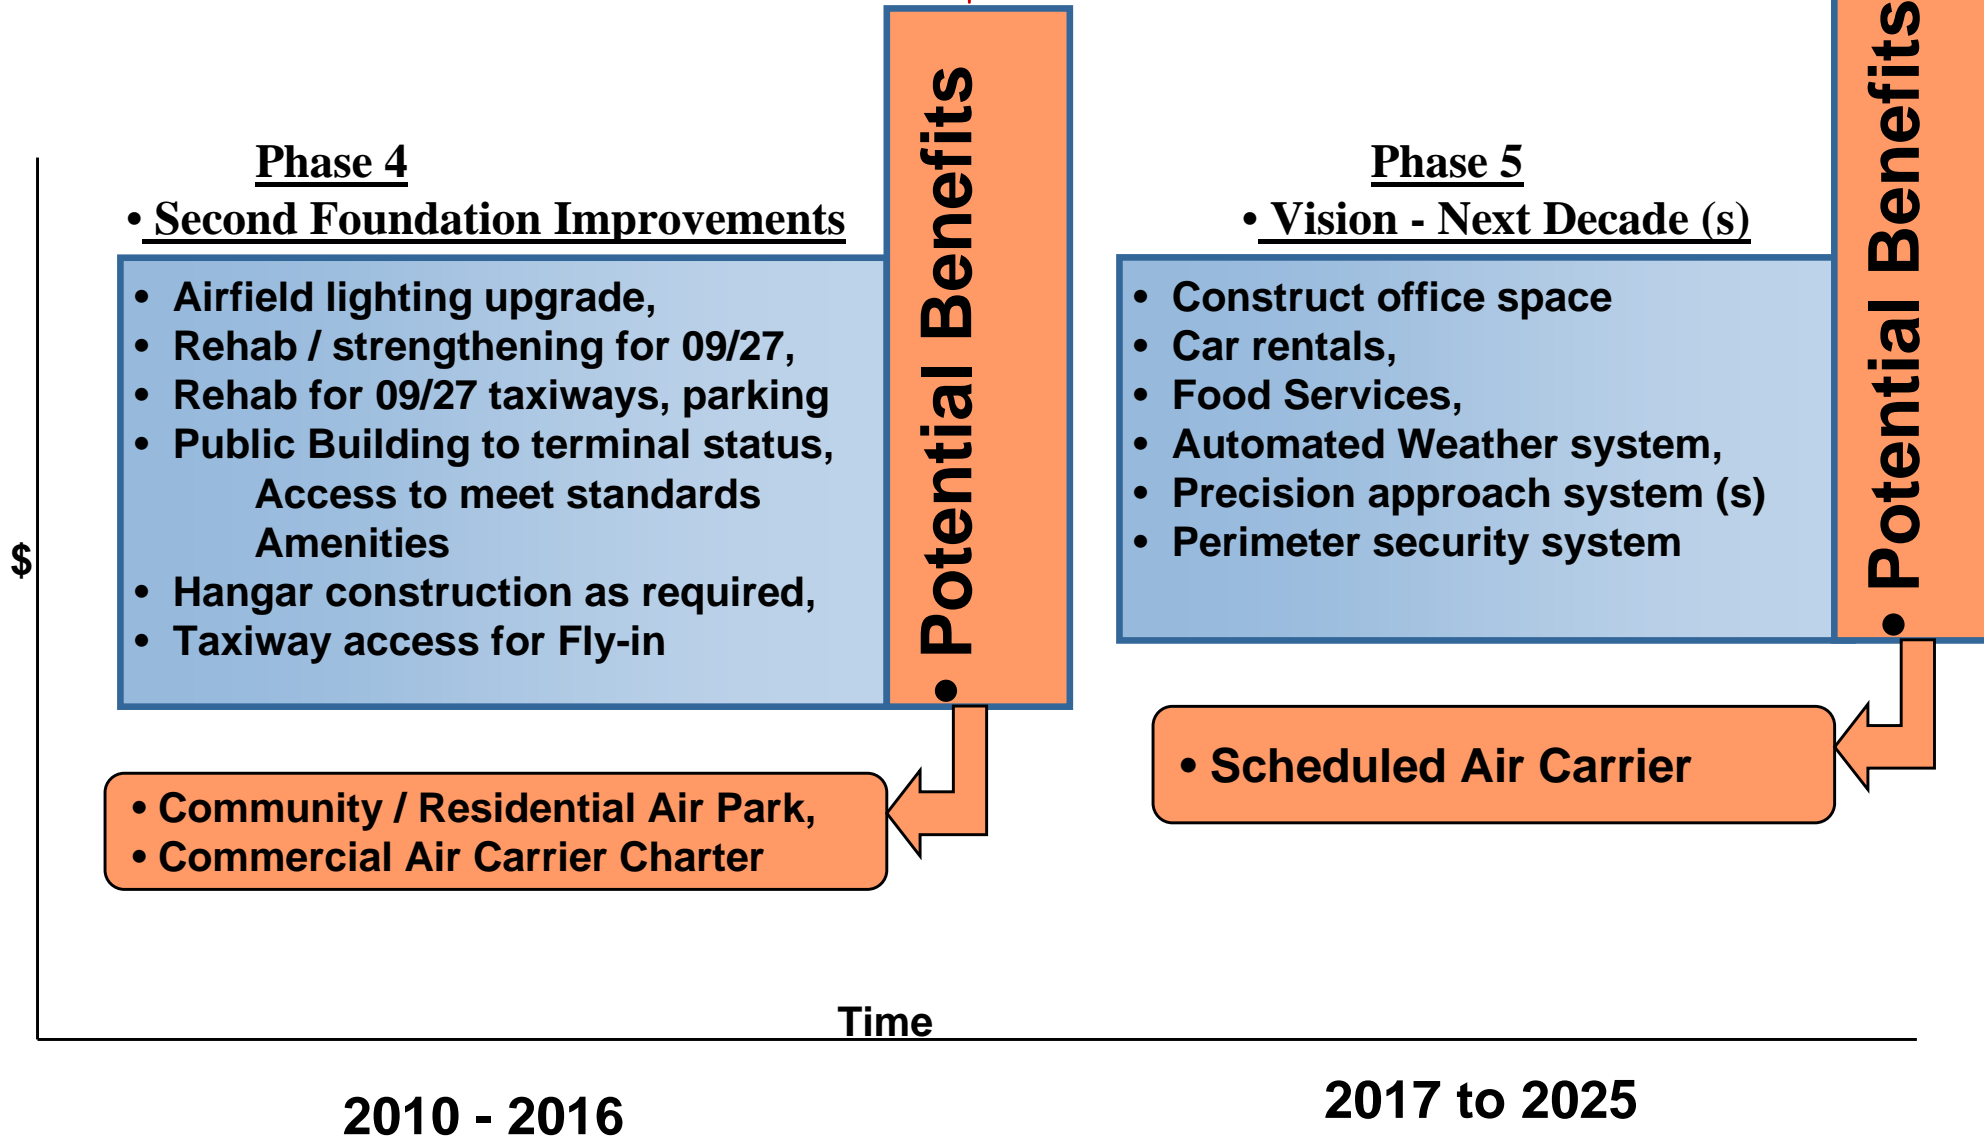 Phase 4
• Second Foundation Improvements
• Airfield lighting upgrade,
• Rehab / strengthening for 09/27,
• Rehab for 09/27 taxiways, parking
• Public Building to terminal status,
Access to meet standards
Amenities
• Hangar construction as required,
• Taxiway access for Fly-in
• Potential Benefits
• Community / Residential Air Park,
• Commercial Air Carrier Charter
Phase 5
• Vision - Next Decade (s)
• Construct office space
• Car rentals,
• Food Services,
• Automated Weather system,
• Precision approach system (s)
• Perimeter security system
• Potential Benefits
• Scheduled Air Carrier
$
Time
2010 - 2016
2017 to 2025